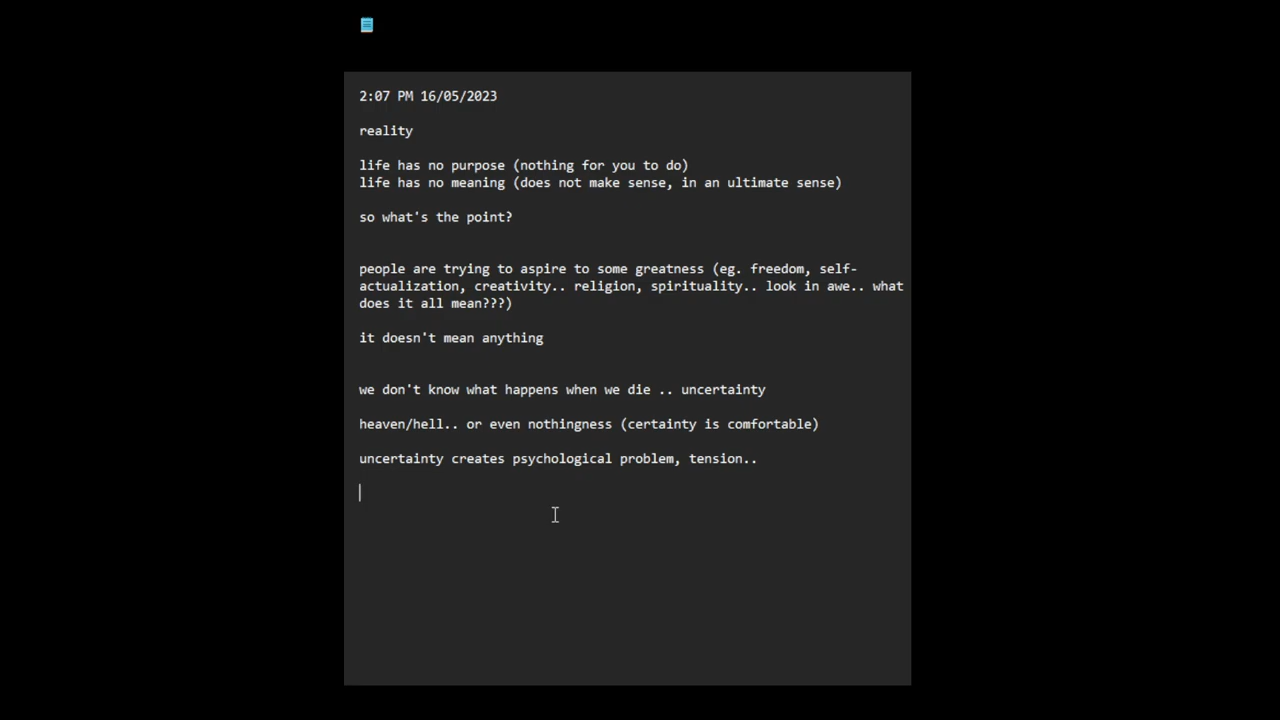 2:07 PM 16/05/2023
reality
life has no purpose (nothing for you to do)
life has no meaning (does not make sense, in an ultimate sense)
so what's the point?
people are trying to aspire to some greatness (eg. freedom, self-
actualization, creativity.. religion, spirituality.. look in awe.. what
does it all mean???)
it doesn't mean anything
we don't know what happens when we die .. uncertainty
heaven/hell.. or even nothingness (certainty is comfortable)
uncertainty creates psychological problem, tension..